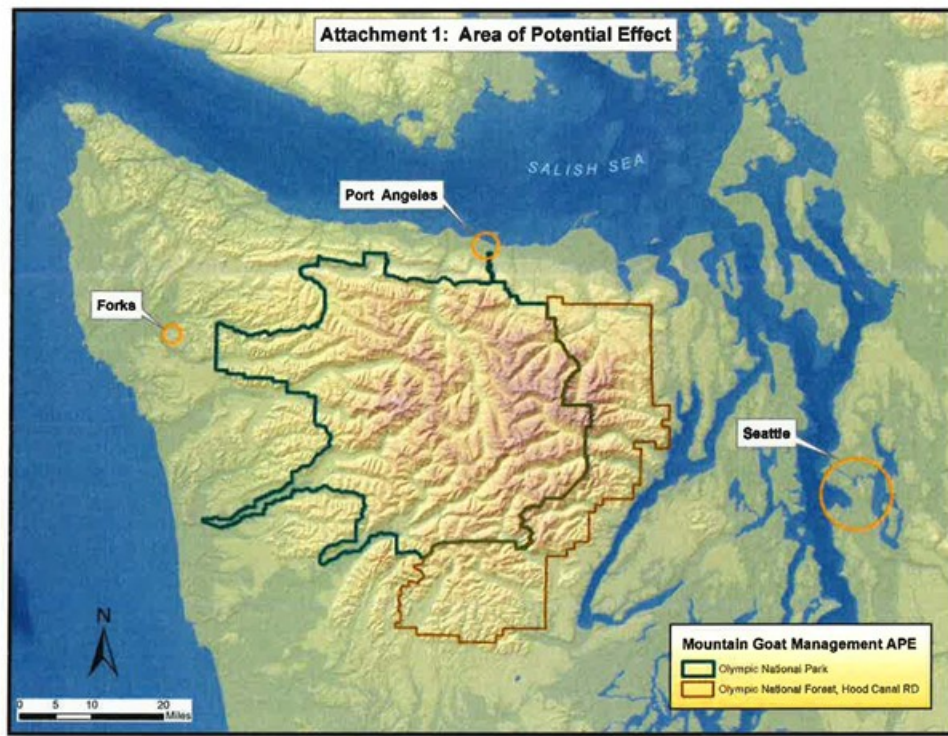 Attachment 1: Area of Potential Effect
SALISH SEA
Port Angeles
Forks
Seattle
N
0 5 10 20
Miles
Mountain Goat Management APE
Olympic National Park
Olympic National Forest, Hood Canal RD